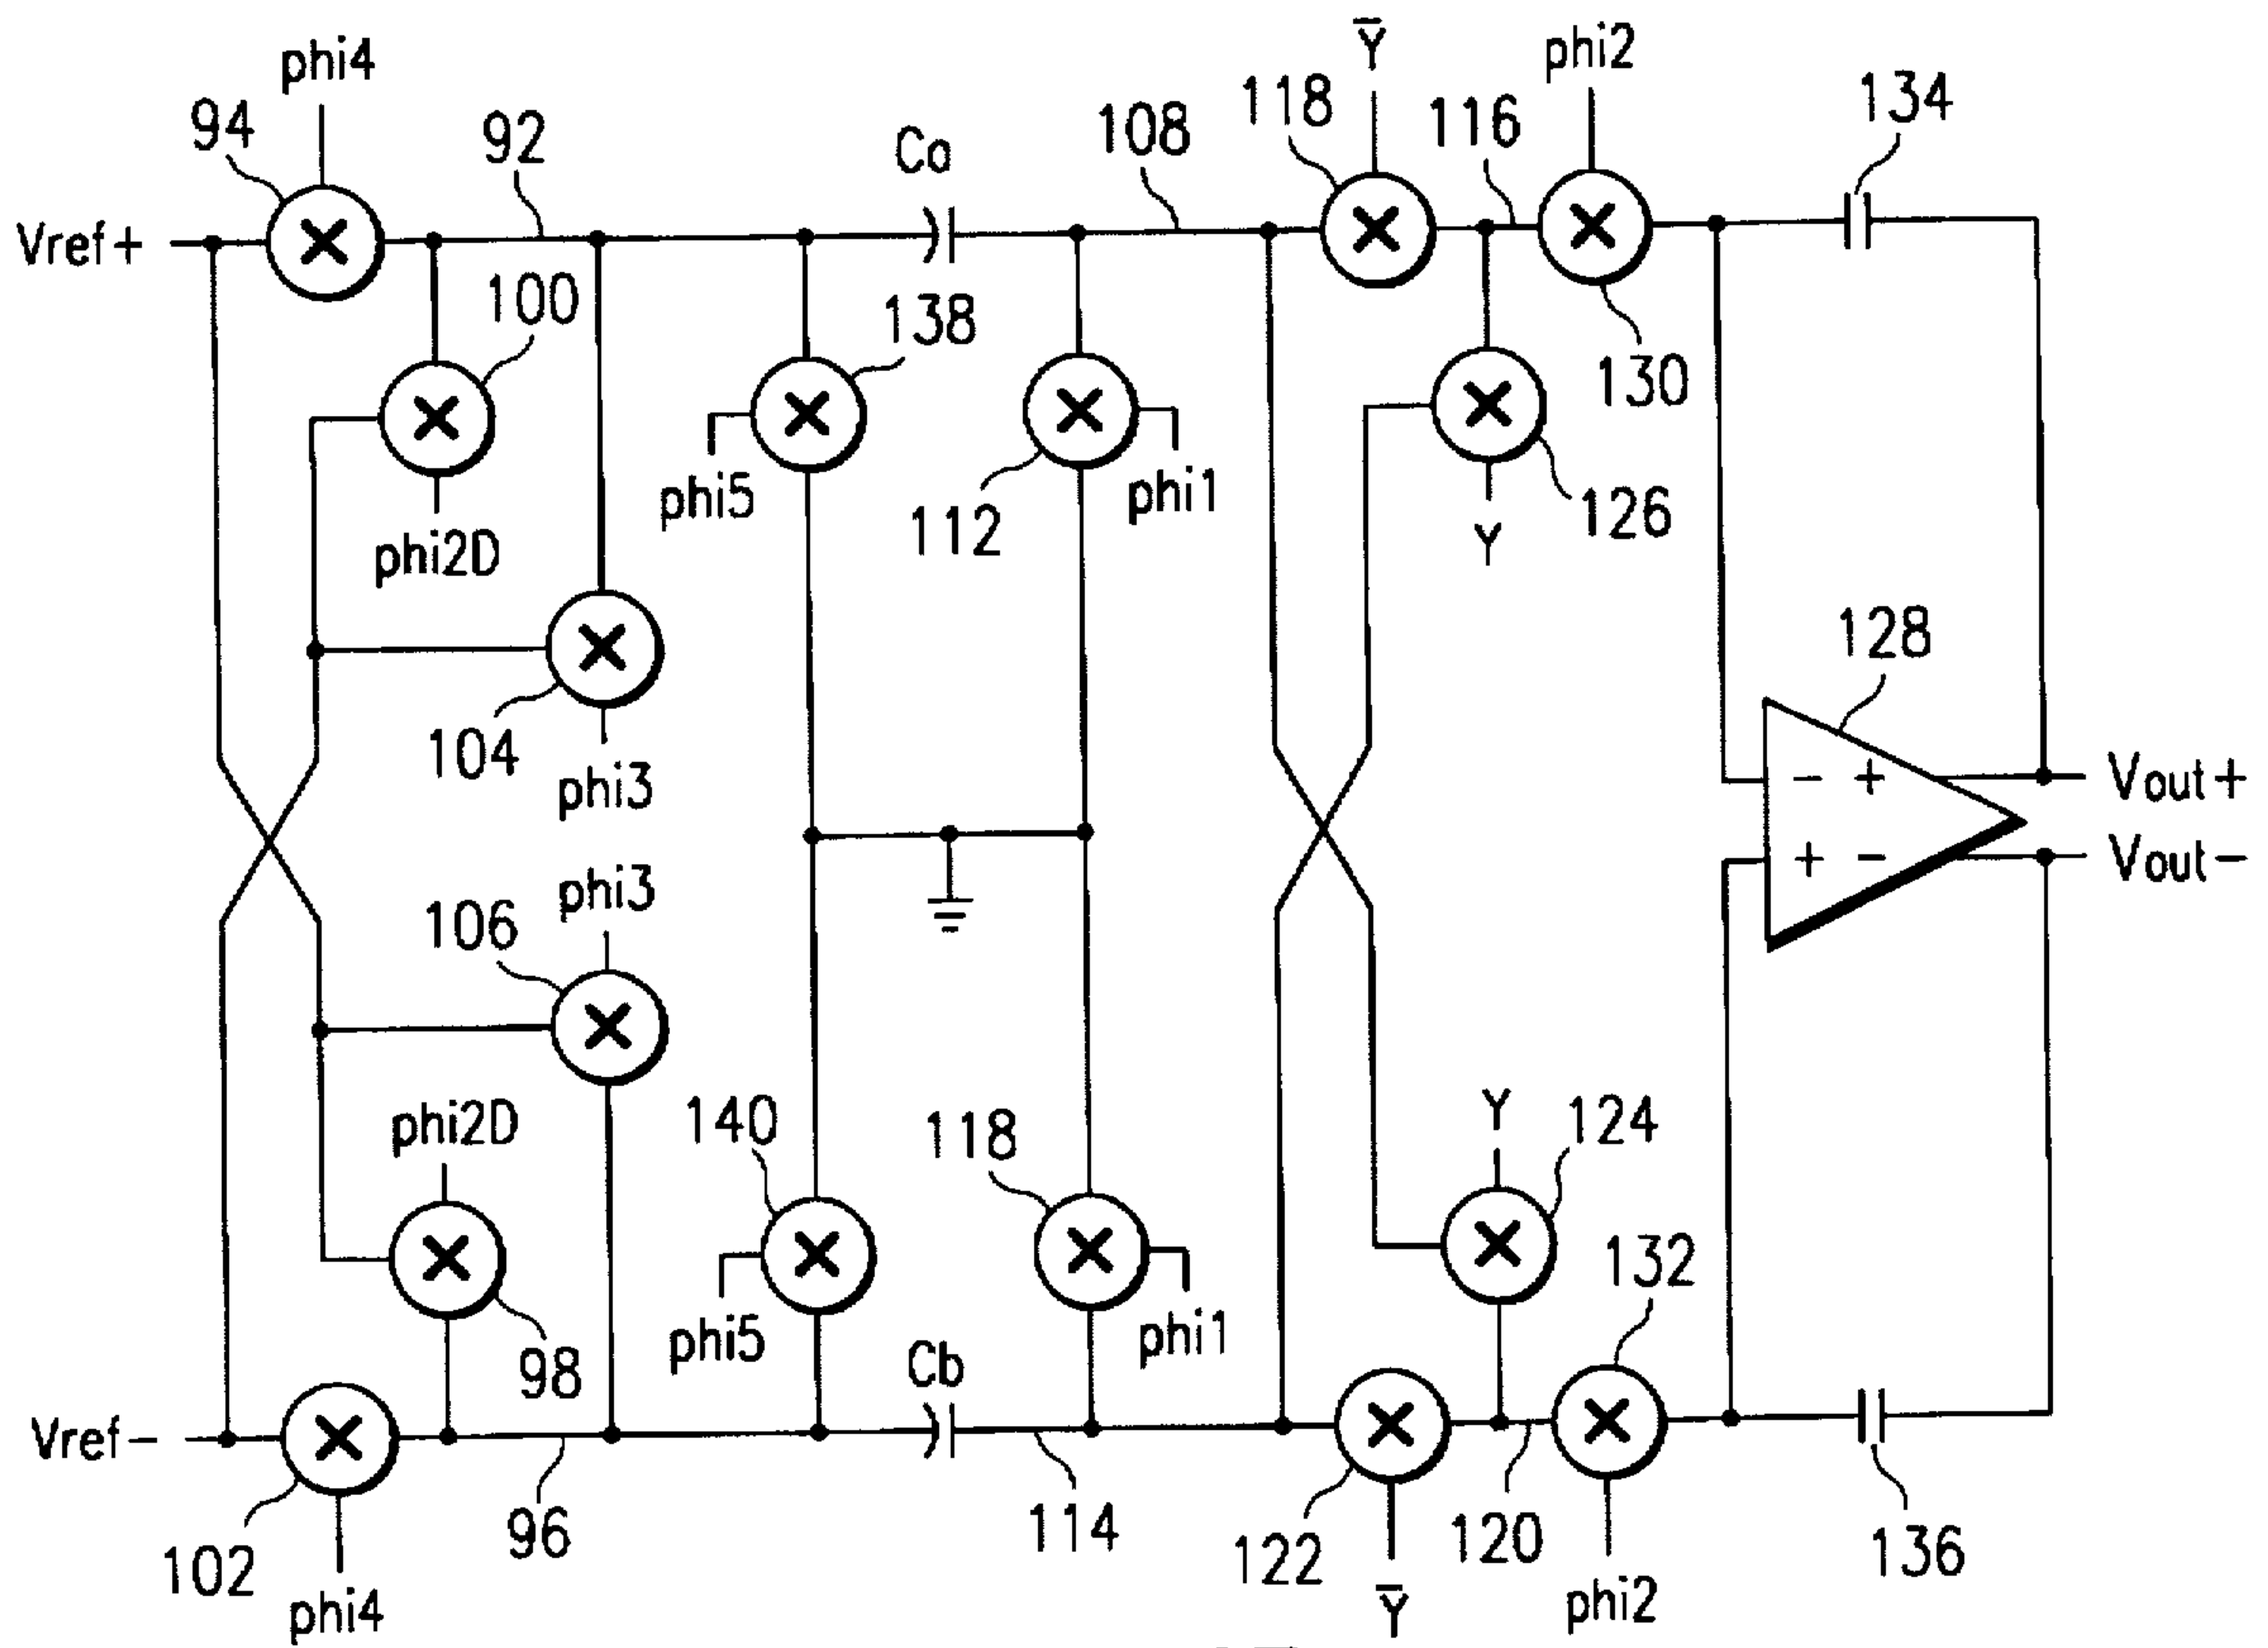 Y̅
phi4
phi2
94
92
Ca
108
118
116
134
Vref+
100
138
130
phi5
112
phi1
126
phi2D
Y
104
phi3
128
− +
Vout+
+ −
Vout−
phi3
106
phi2D
140
118
Y
124
132
phi5
phi1
98
Cb
Vref−
102
96
114
122
120
136
phi4
Y̅
phi2